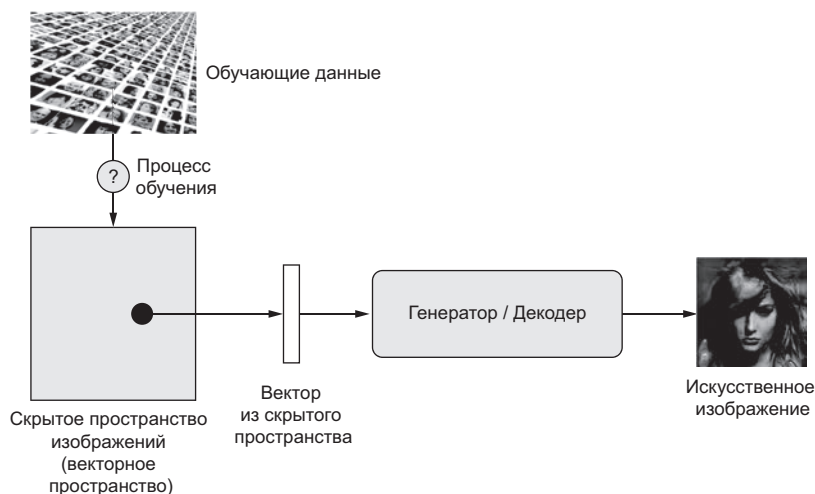 Обучающие данные
Процесс
обучения
?
Генератор / Декодер
Вектор
из скрытого
пространства
Искусственное
изображение
Скрытое пространство
изображений
(векторное
пространство)